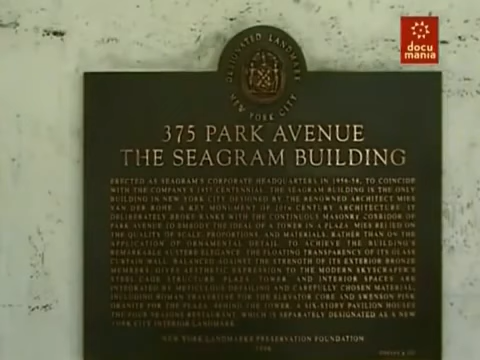 docu
mania
DESIGNATED LANDMARK
NEW YORK CITY
375 PARK AVENUE
THE SEAGRAM BUILDING
ERECTED AS SEAGRAM'S CORPORATE HEADQUARTERS IN 1956-58, TO COINCIDE
WITH THE COMPANY'S 1957 CENTENNIAL, THE SEAGRAM BUILDING IS THE ONLY
BUILDING IN NEW YORK CITY DESIGNED BY THE RENOWNED ARCHITECT MIES
VAN DER ROHE. A KEY MONUMENT OF 20TH CENTURY ARCHITECTURE, IT
DELIBERATELY BROKE RANKS WITH THE CONTINUOUS MASONRY CORRIDOR OF
PARK AVENUE TO EMBODY THE IDEAL OF A TOWER IN A PLAZA. MIES RELIED ON
THE QUALITY OF SCALE, PROPORTIONS, AND MATERIALS, RATHER THAN ON THE
APPLICATION OF ORNAMENTAL DETAIL, TO ACHIEVE THE BUILDING'S
REMARKABLE AUSTERE ELEGANCE. THE FLOATING TRANSPARENCY OF ITS GLASS
CURTAIN WALL, BALANCED AGAINST THE STRENGTH OF ITS EXTERIOR BRONZE
MEMBERS, GIVES AESTHETIC EXPRESSION TO THE MODERN SKYSCRAPER'S
STEEL CAGE STRUCTURE. PLAZA, TOWER, AND INTERIOR SPACES ARE
INTEGRATED BY METICULOUS DETAILING AND CAREFULLY CHOSEN MATERIAL,
INCLUDING ROMAN TRAVERTINE FOR THE ELEVATOR CORE AND SWENSON PINK
GRANITE FOR THE PLAZA. BEHIND THE TOWER, A SIX-STORY PAVILION HOUSES
THE FOUR SEASONS RESTAURANT, WHICH IS SEPARATELY DESIGNATED AS A NEW
YORK CITY INTERIOR LANDMARK.
NEW YORK LANDMARKS PRESERVATION FOUNDATION